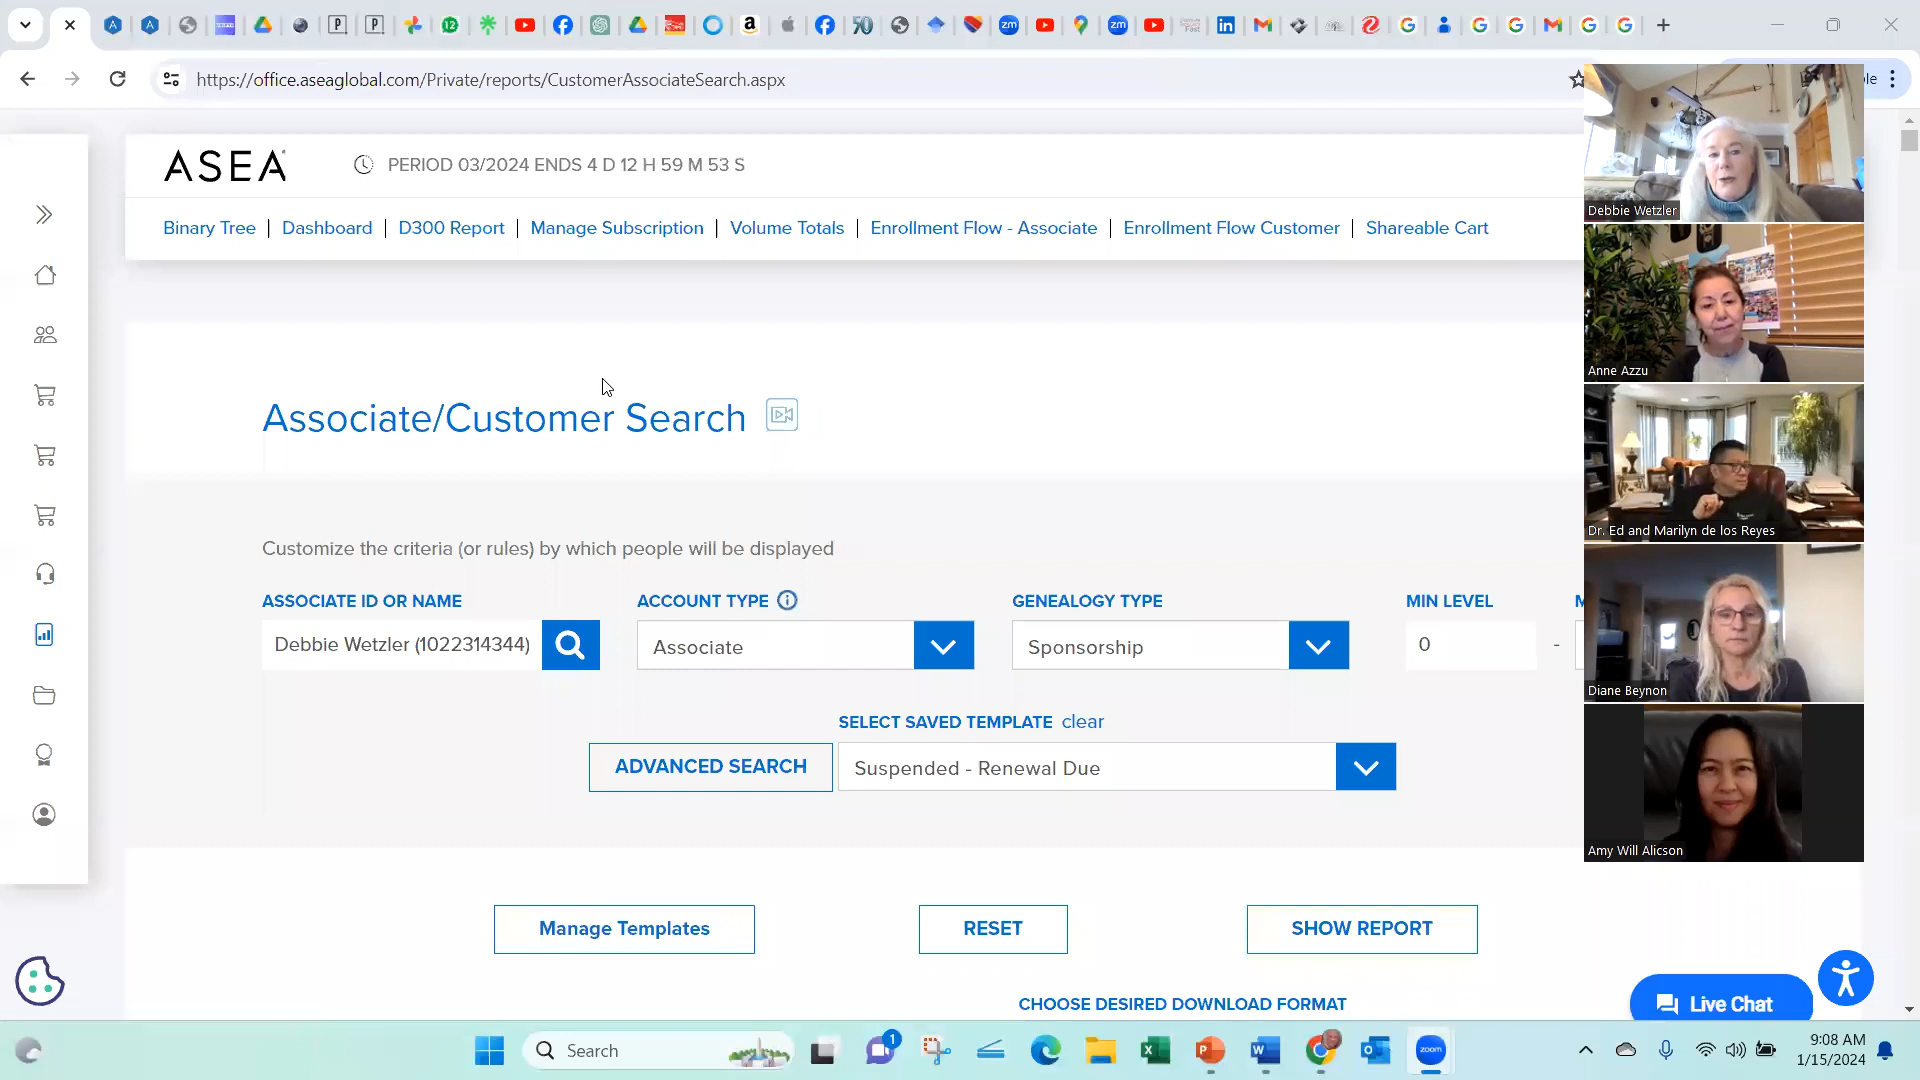 https://office.aseaglobal.com/Private/reports/CustomerAssociateSearch.aspx
ASEA
PERIOD 03/2024 ENDS 4 D 12 H 59 M 53 S
Binary Tree | Dashboard | D300 Report | Manage Subscription | Volume Totals | Enrollment Flow - Associate | Enrollment Flow Customer | Shareable Cart
Debbie Wetzler
Anne Azzu
Dr. Ed and Marilyn de los Reyes
Diane Beynon
Amy Will Alicson
Associate/Customer Search
Customize the criteria (or rules) by which people will be displayed
ASSOCIATE ID OR NAME
ACCOUNT TYPE
GENEALOGY TYPE
MIN LEVEL
Debbie Wetzler (1022314344)
Associate
Sponsorship
0
-
SELECT SAVED TEMPLATE clear
ADVANCED SEARCH
Suspended - Renewal Due
Manage Templates
RESET
SHOW REPORT
CHOOSE DESIRED DOWNLOAD FORMAT
Live Chat
Search
1
zoom
9:08 AM
1/15/2024